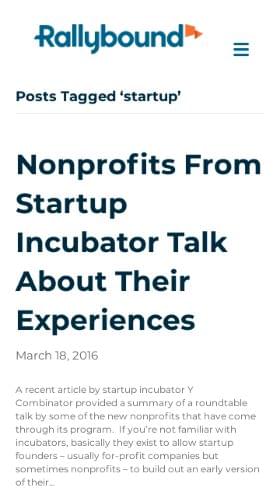 Rallybound
Posts Tagged ‘startup’
Nonprofits From
Startup
Incubator Talk
About Their
Experiences
March 18, 2016
A recent article by startup incubator Y
Combinator provided a summary of a roundtable
talk by some of the new nonprofits that have come
through its program.  If you’re not familiar with
incubators, basically they exist to allow startup
founders – usually for-profit companies but
sometimes nonprofits – to build out an early version
of their...